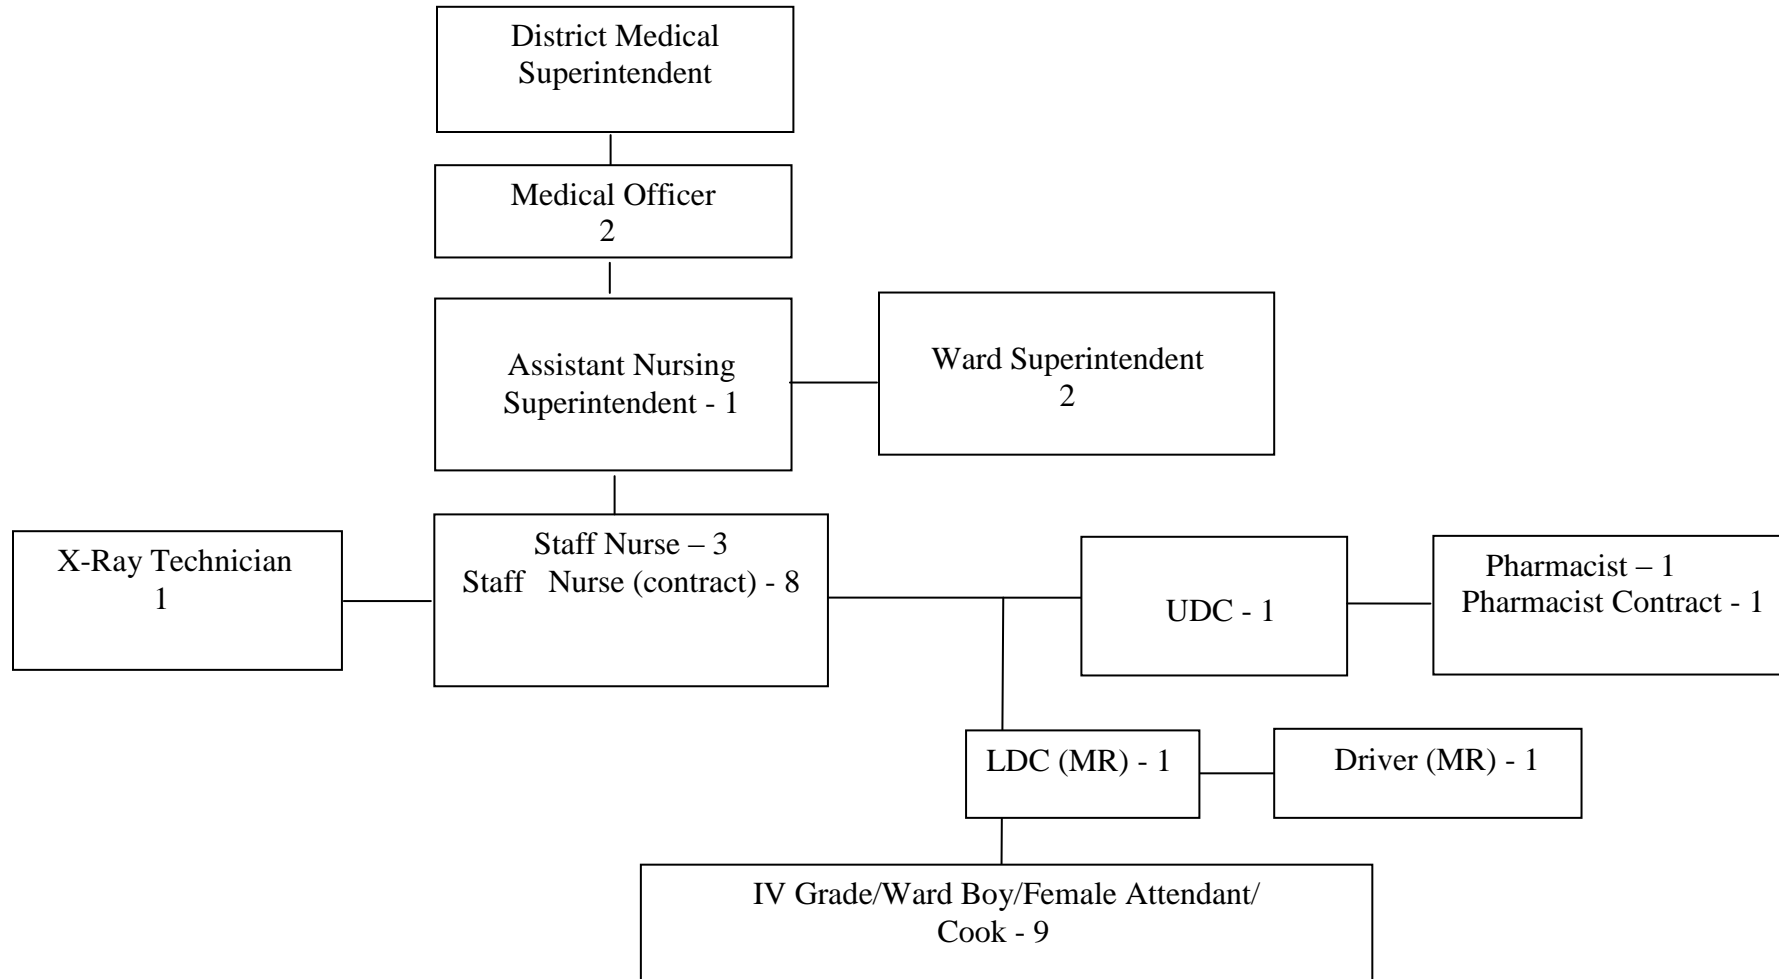 District Medical
Superintendent
Medical Officer
2
Assistant Nursing
Superintendent - 1
Ward Superintendent
2
X-Ray Technician
1
Staff Nurse – 3
Staff Nurse (contract) - 8
UDC - 1
Pharmacist – 1
Pharmacist Contract - 1
LDC (MR) - 1
Driver (MR) - 1
IV Grade/Ward Boy/Female Attendant/
Cook - 9